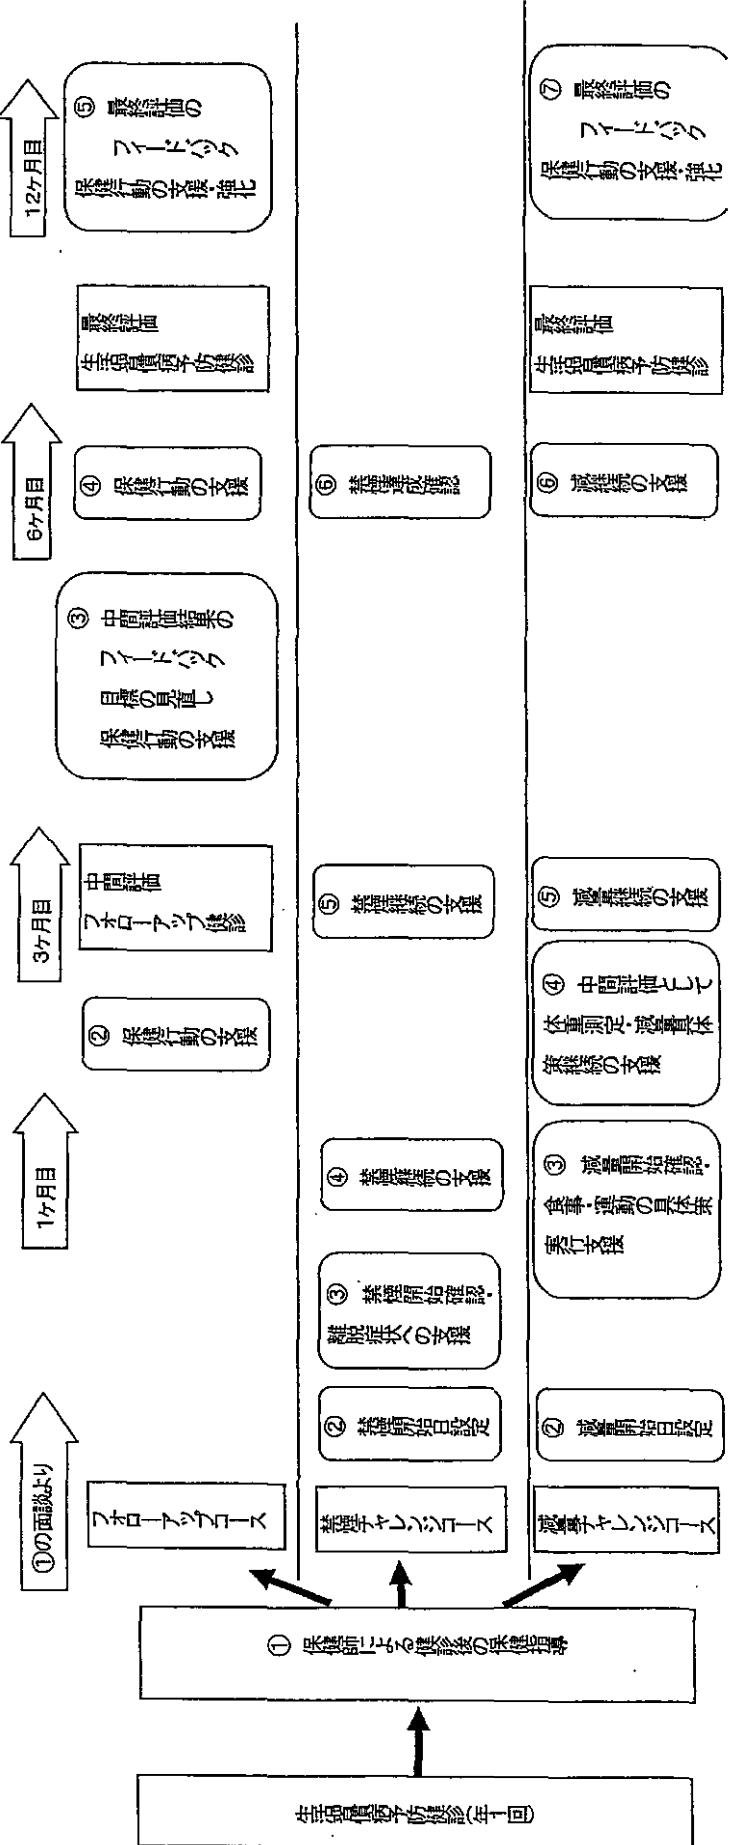 生活習慣病予防健診(年1回)
① 保健師による健診後の保健指導
①の面談より
1ヶ月目
3ヶ月目
6ヶ月目
12ヶ月目
フォローアップコース
② 保健行動の支援
中間評価
フォローアップ健診
③ 中間評価結果の
フィードバック
目標の見直し
保健行動の支援
④ 保健行動の支援
最終評価
生活習慣病予防健診
⑤ 最終評価の
フィードバック
保健行動の支援・強化
禁煙チャレンジコース
② 禁煙開始日設定
③ 禁煙開始確認・
離脱症状への支援
④ 禁煙継続の支援
⑤ 禁煙継続の支援
⑥ 禁煙達成確認
減量チャレンジコース
② 減量開始日設定
③ 減量開始確認・
食事・運動の具体策
実行支援
④ 中間評価として
体重測定・減量具体
策継続の支援
⑤ 減量継続の支援
⑥ 減継続の支援
最終評価
生活習慣病予防健診
⑦ 最終評価の
フィードバック
保健行動の支援・強化